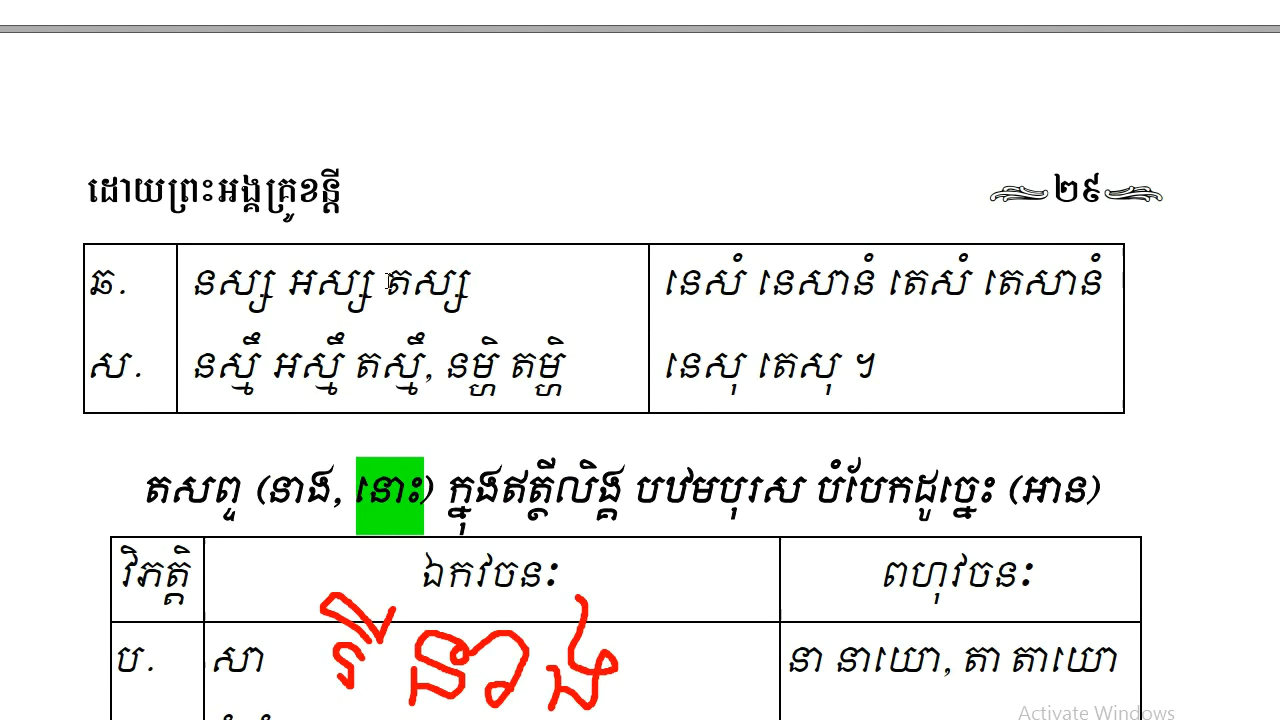 ដោយព្រះអង្គគ្រូខន្តី ២៩
ឆ. នស្ស អស្ស តស្ស នេសំ នេសានំ តេសំ តេសានំ
ស. នស្មឹ អស្មឹ តស្មឹ, នម្ហិ តម្ហិ នេសុ តេសុ ។
តសព្ទ (នាង, នោះ) ក្នុងឥត្ថីលិង្គ បឋមបុរស បំបែកដូច្នេះ (អាន)
វិភត្តិ ឯកវចនៈ ពហុវចនៈ
ប. សា នាង នា នាយោ, តា តាយោ
Activate Windows